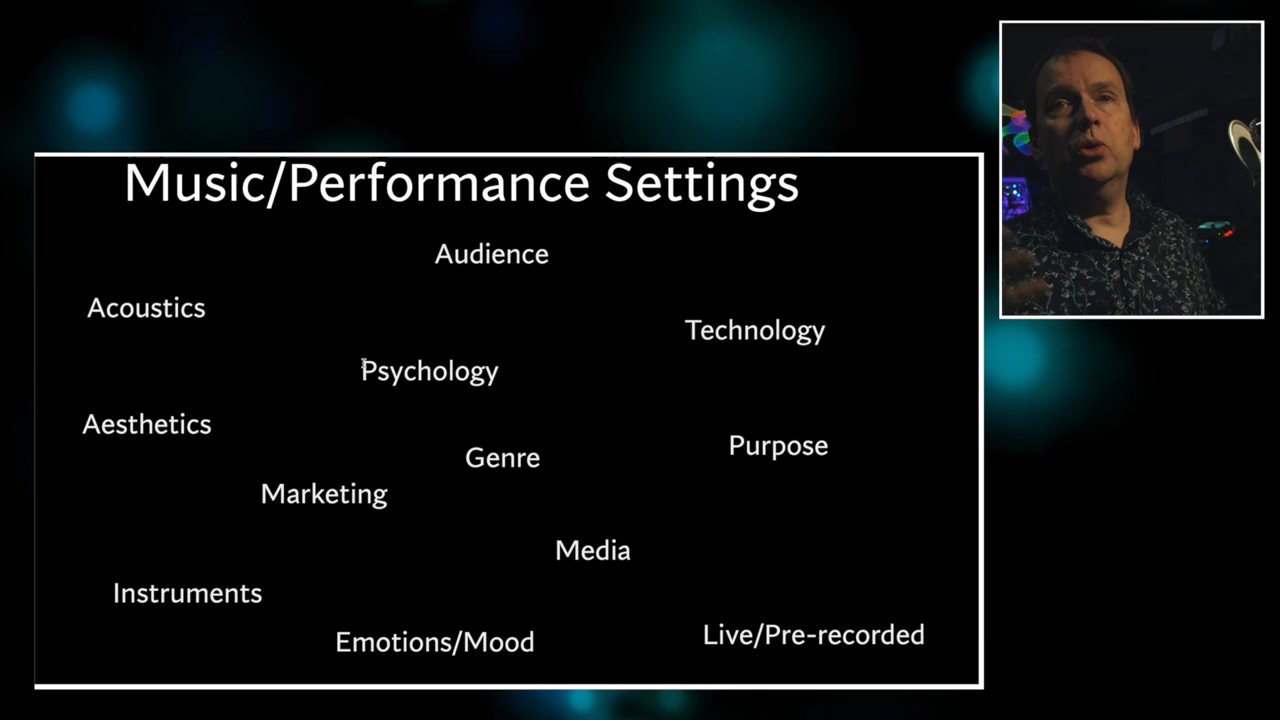 Music/Performance Settings
Audience
Acoustics
Technology
Psychology
Aesthetics
Purpose
Genre
Marketing
Media
Instruments
Live/Pre-recorded
Emotions/Mood